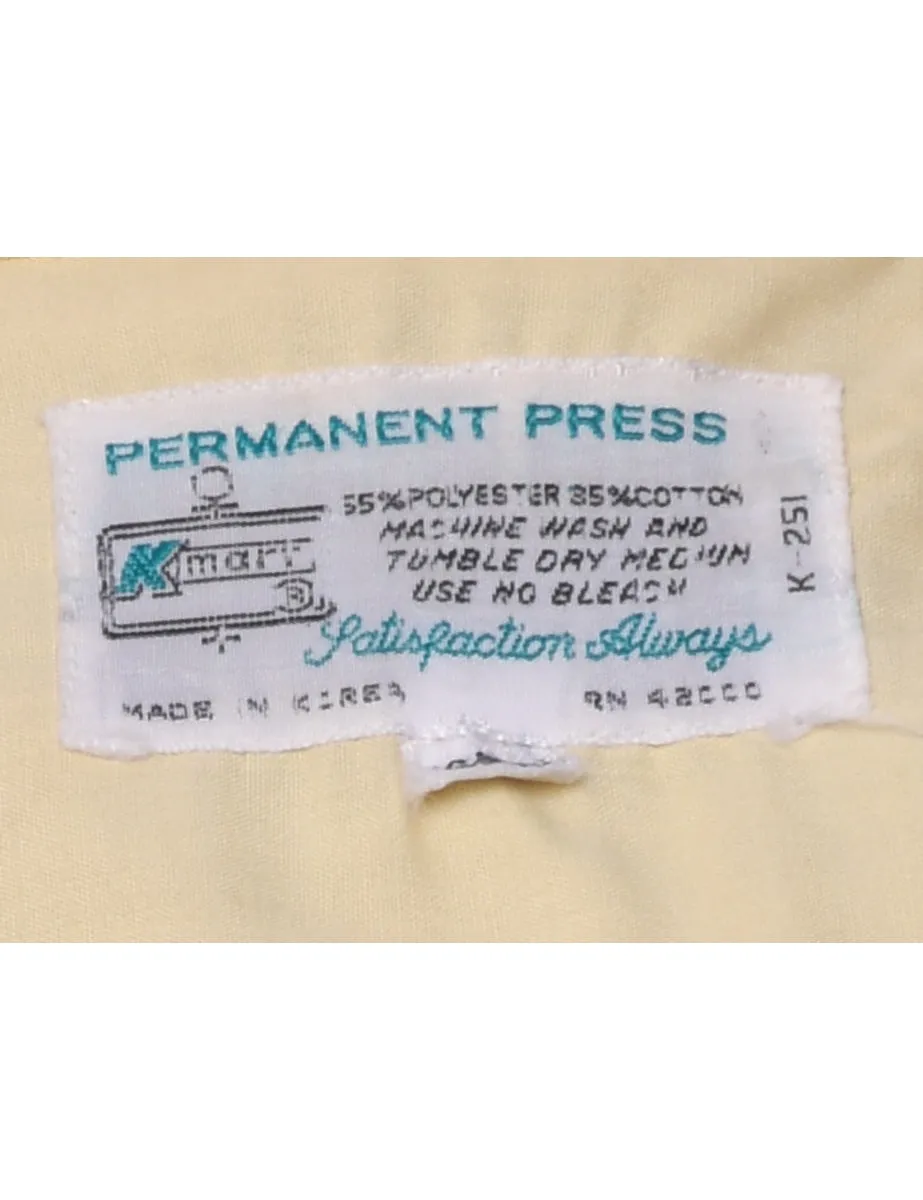 PERMANENT PRESS
65%POLYESTER 35%COTTON
MACHINE WASH AND
TUMBLE DRY MEDIUM
USE NO BLEACH
K mart
®
Satisfaction Always
MADE IN KOREA RN 42000
K-251